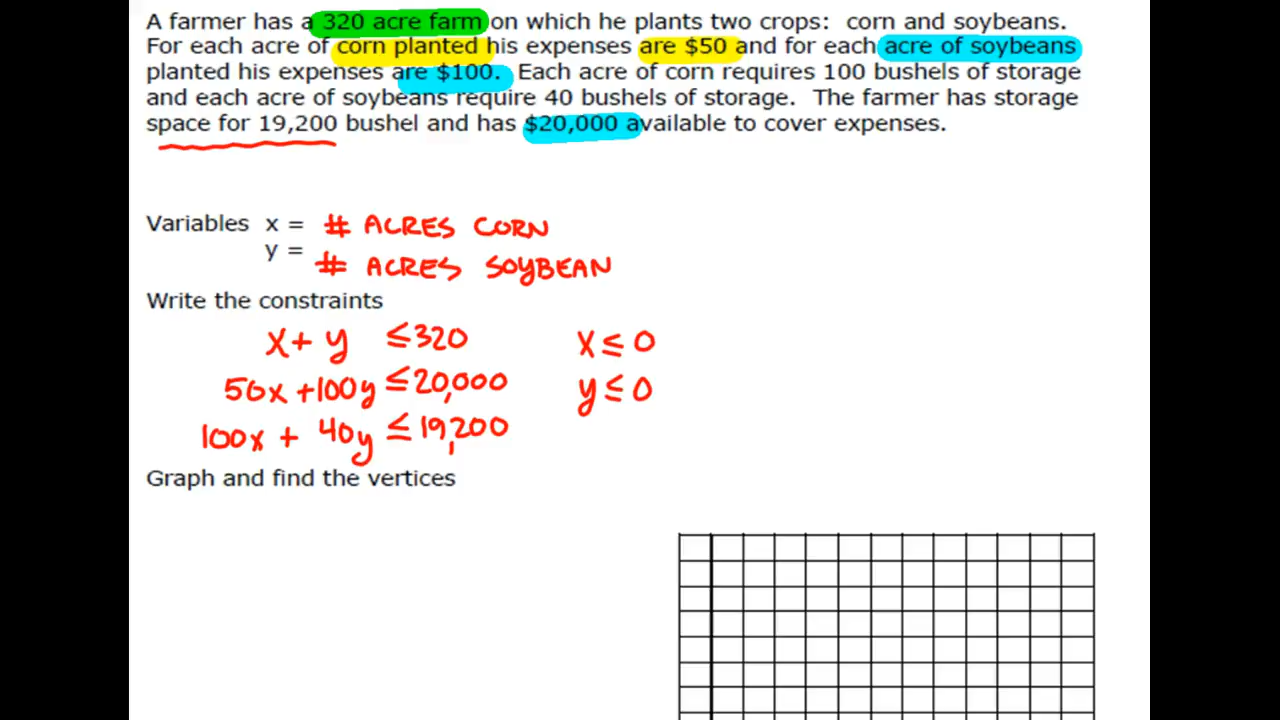 A farmer has a 320 acre farm on which he plants two crops: corn and soybeans.
For each acre of corn planted his expenses are $50 and for each acre of soybeans
planted his expenses are $100. Each acre of corn requires 100 bushels of storage
and each acre of soybeans require 40 bushels of storage. The farmer has storage
space for 19,200 bushel and has $20,000 available to cover expenses.
Variables x = # ACRES CORN
y = # ACRES SOYBEAN
Write the constraints
x + y ≤ 320 x ≤ 0
50x + 100y ≤ 20,000 y ≤ 0
100x + 40y ≤ 19,200
Graph and find the vertices